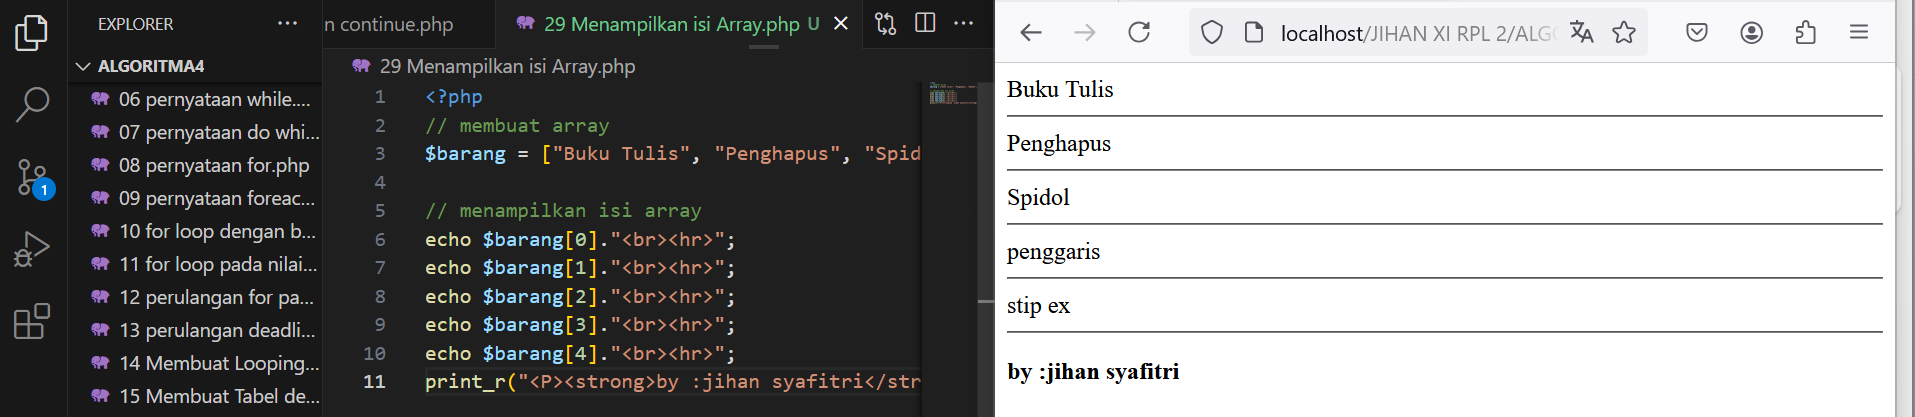 EXPLORER
ALGORITMA4
06 pernyataan while....
07 pernyataan do whi...
08 pernyataan for.php
09 pernyataan foreac...
10 for loop dengan b...
11 for loop pada nilai...
12 perulangan for pa...
13 perulangan deadli...
14 Membuat Looping...
15 Membuat Tabel de...
1
n continue.php
29 Menampilkan isi Array.php U
29 Menampilkan isi Array.php
1 <?php
2 // membuat array
3 $barang = ["Buku Tulis", "Penghapus", "Spid
4
5 // menampilkan isi array
6 echo $barang[0]."<br><hr>";
7 echo $barang[1]."<br><hr>";
8 echo $barang[2]."<br><hr>";
9 echo $barang[3]."<br><hr>";
10 echo $barang[4]."<br><hr>";
11 print_r("<P><strong>by :jihan syafitri</str
localhost/JIHAN XI RPL 2/ALG
Buku Tulis
Penghapus
Spidol
penggaris
stip ex
by :jihan syafitri